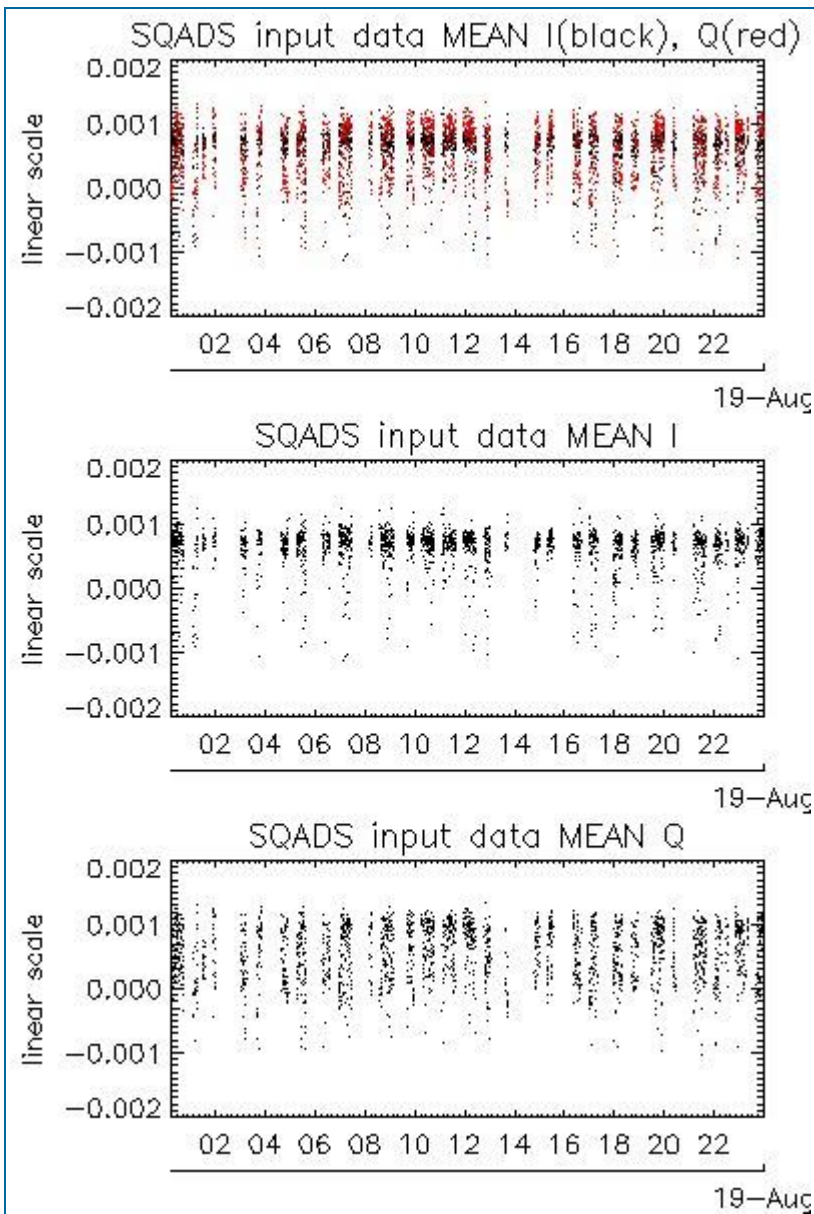 SQADS input data MEAN I(black), Q(red)
0.002
0.001
0.000
−0.001
−0.002
linear scale
02 04 06 08 10 12 14 16 18 20 22
19−Aug
SQADS input data MEAN I
0.002
0.001
0.000
−0.001
−0.002
linear scale
02 04 06 08 10 12 14 16 18 20 22
19−Aug
SQADS input data MEAN Q
0.002
0.001
0.000
−0.001
−0.002
linear scale
02 04 06 08 10 12 14 16 18 20 22
19−Aug